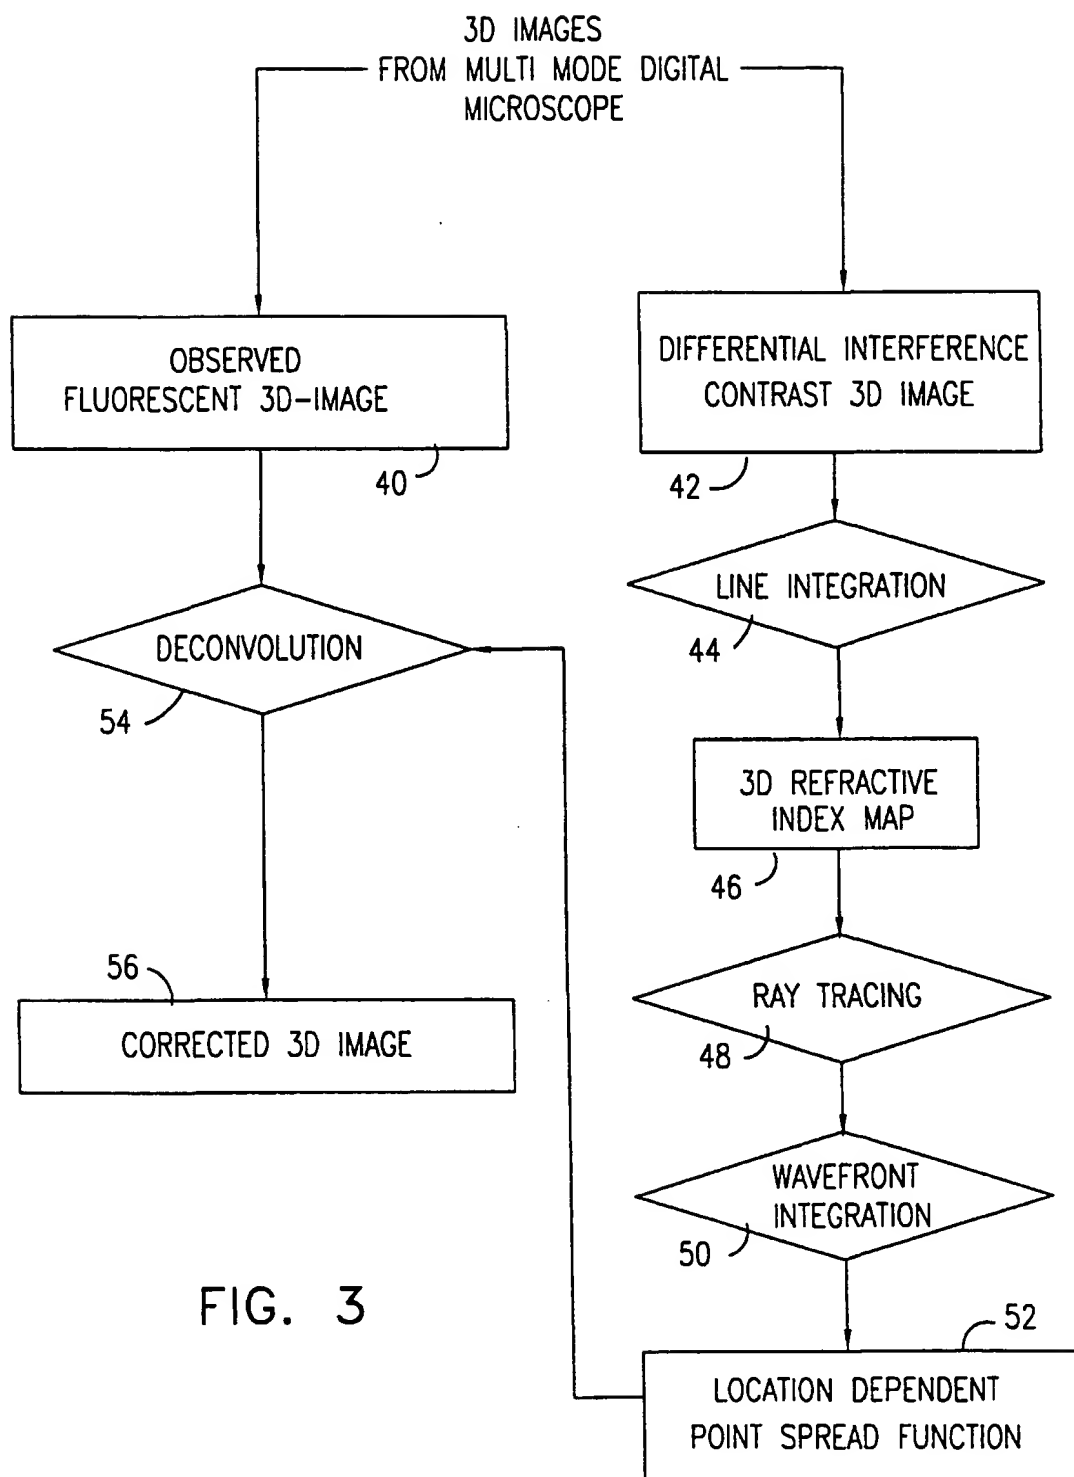 3D IMAGES
FROM MULTI MODE DIGITAL
MICROSCOPE
OBSERVED
FLUORESCENT 3D-IMAGE
40
DIFFERENTIAL INTERFERENCE
CONTRAST 3D IMAGE
42
LINE INTEGRATION
44
DECONVOLUTION
54
3D REFRACTIVE
INDEX MAP
46
56
CORRECTED 3D IMAGE
RAY TRACING
48
WAVEFRONT
INTEGRATION
50
FIG. 3
52
LOCATION DEPENDENT
POINT SPREAD FUNCTION